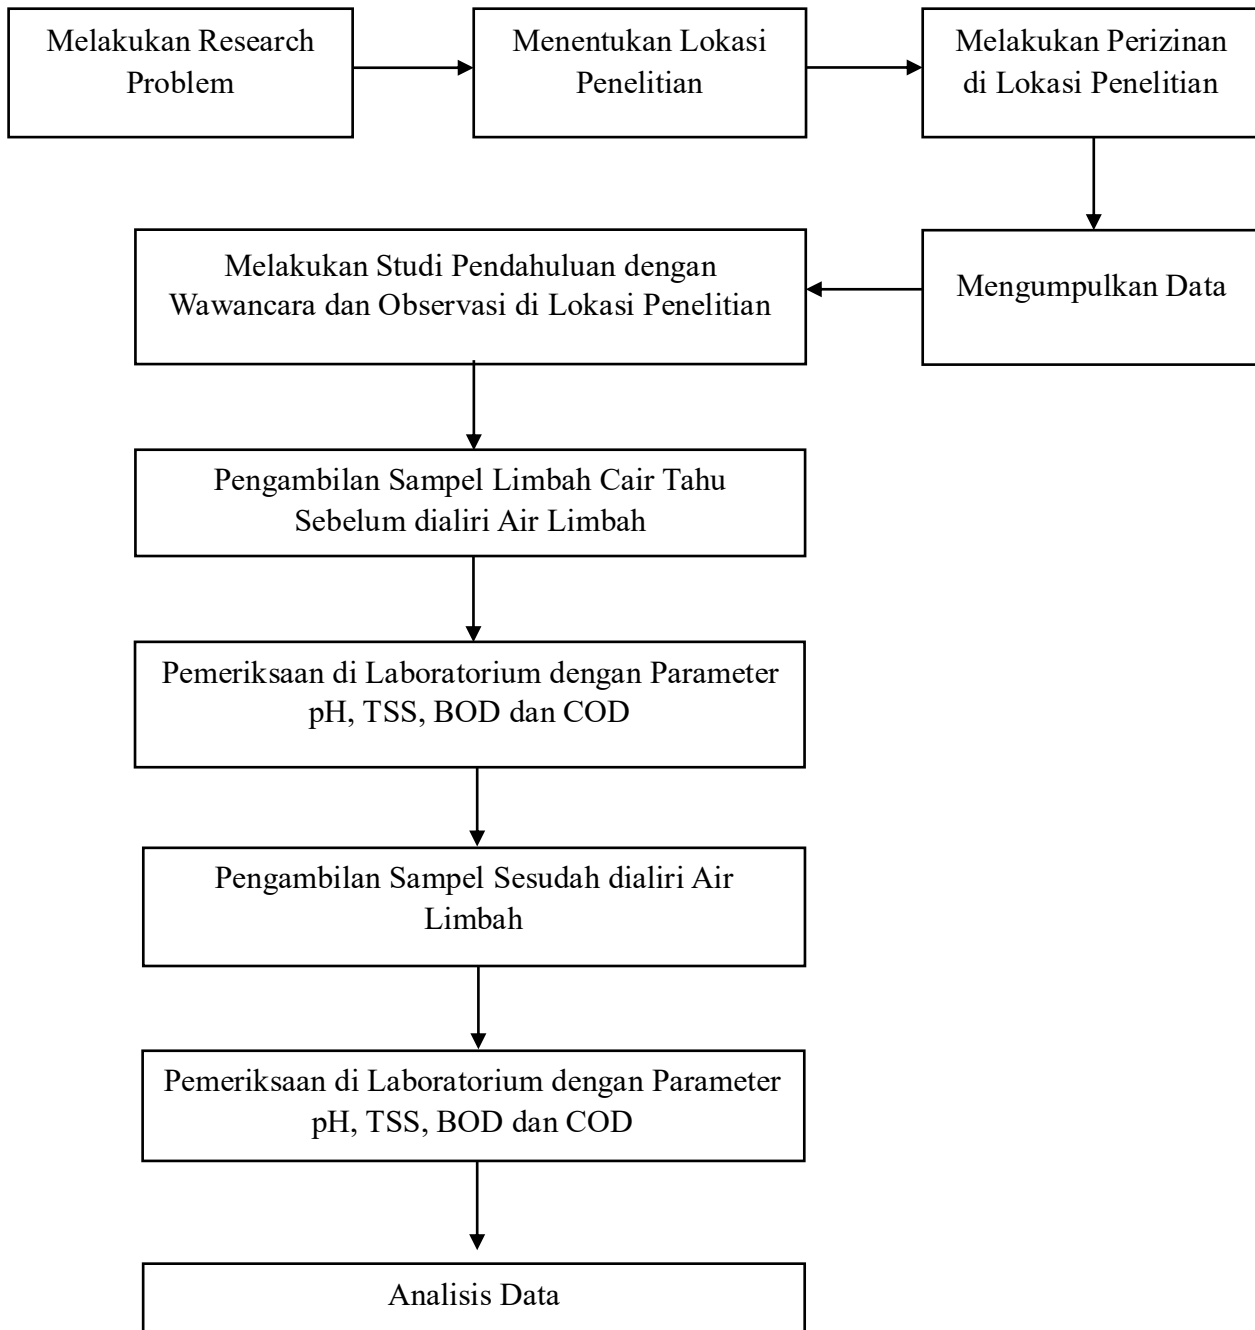 Melakukan Research
Problem
Menentukan Lokasi
Penelitian
Melakukan Perizinan
di Lokasi Penelitian
Mengumpulkan Data
Melakukan Studi Pendahuluan dengan
Wawancara dan Observasi di Lokasi Penelitian
Pengambilan Sampel Limbah Cair Tahu
Sebelum dialiri Air Limbah
Pemeriksaan di Laboratorium dengan Parameter
pH, TSS, BOD dan COD
Pengambilan Sampel Sesudah dialiri Air
Limbah
Pemeriksaan di Laboratorium dengan Parameter
pH, TSS, BOD dan COD
Analisis Data